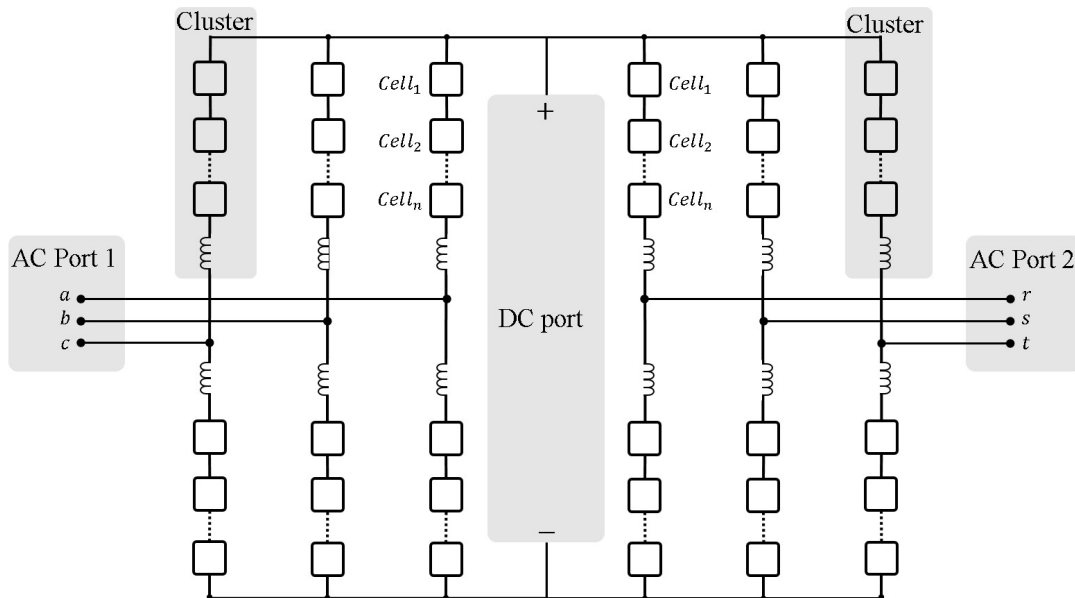 Cluster
Cluster
Cell₁
Cell₁
+
Cell₂
Cell₂
Cellₙ
Cellₙ
AC Port 1
AC Port 2
a
r
b
DC port
s
c
t
−